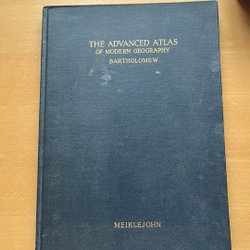 THE ADVANCED ATLAS
OF MODERN GEOGRAPHY
BARTHOLOMEW
MEIKLEJOHN